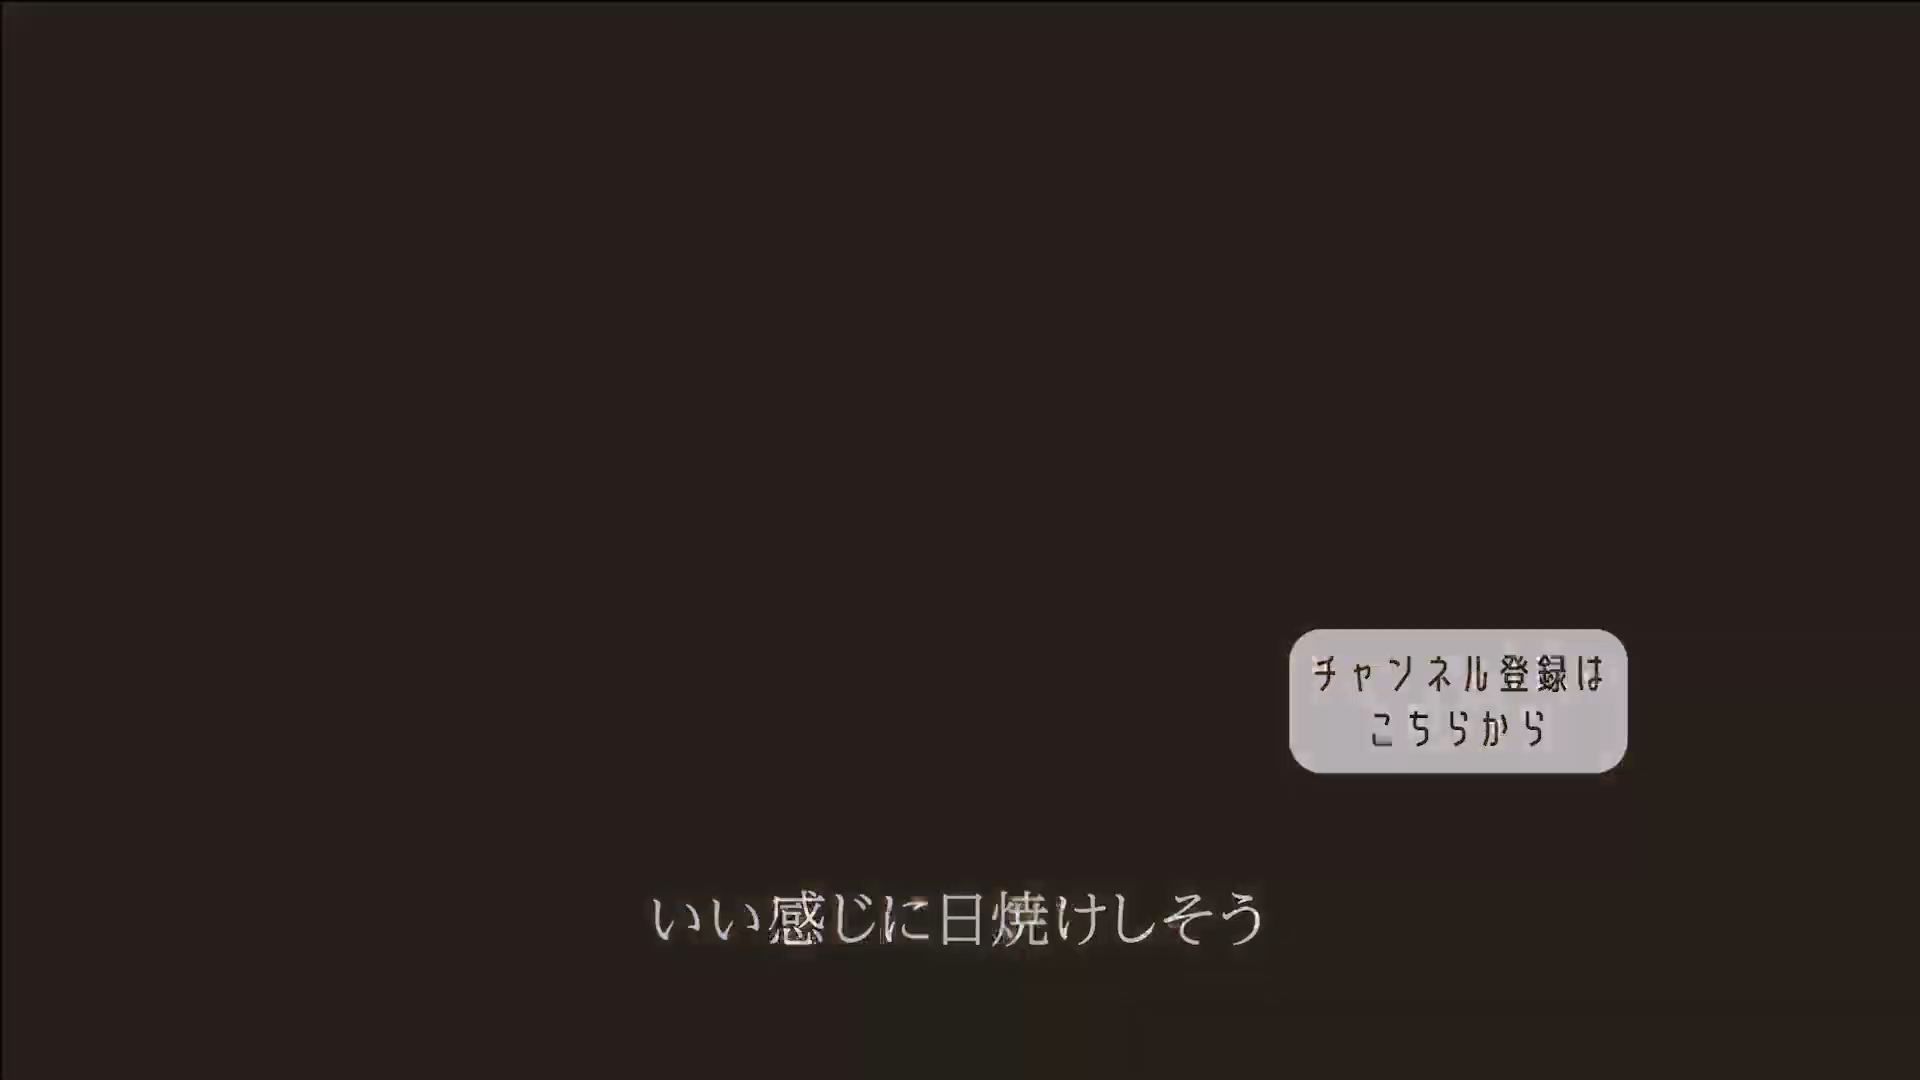 チャンネル登録は
こちらから
いい感じに日焼けしそう